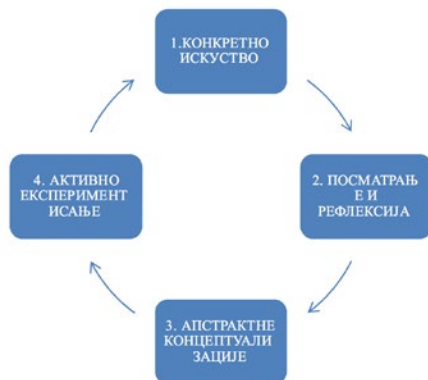 1.КОНКРЕТНО
ИСКУСТВО
2. ПОСМАТРАЊ
Е И
РЕФЛЕКСИЈА
3. АПСТРАКТНЕ
КОНЦЕПТУАЛИ
ЗАЦИЈЕ
4. АКТИВНО
ЕКСПЕРИМЕНТ
ИСАЊЕ